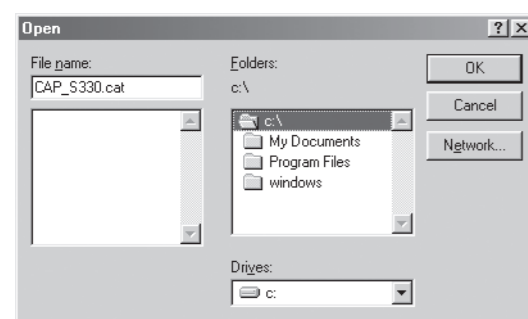 Open
File name:
CAP_S330.cat
Folders:
c:\
c:\
My Documents
Program Files
windows
Drives:
c:
OK
Cancel
Network...